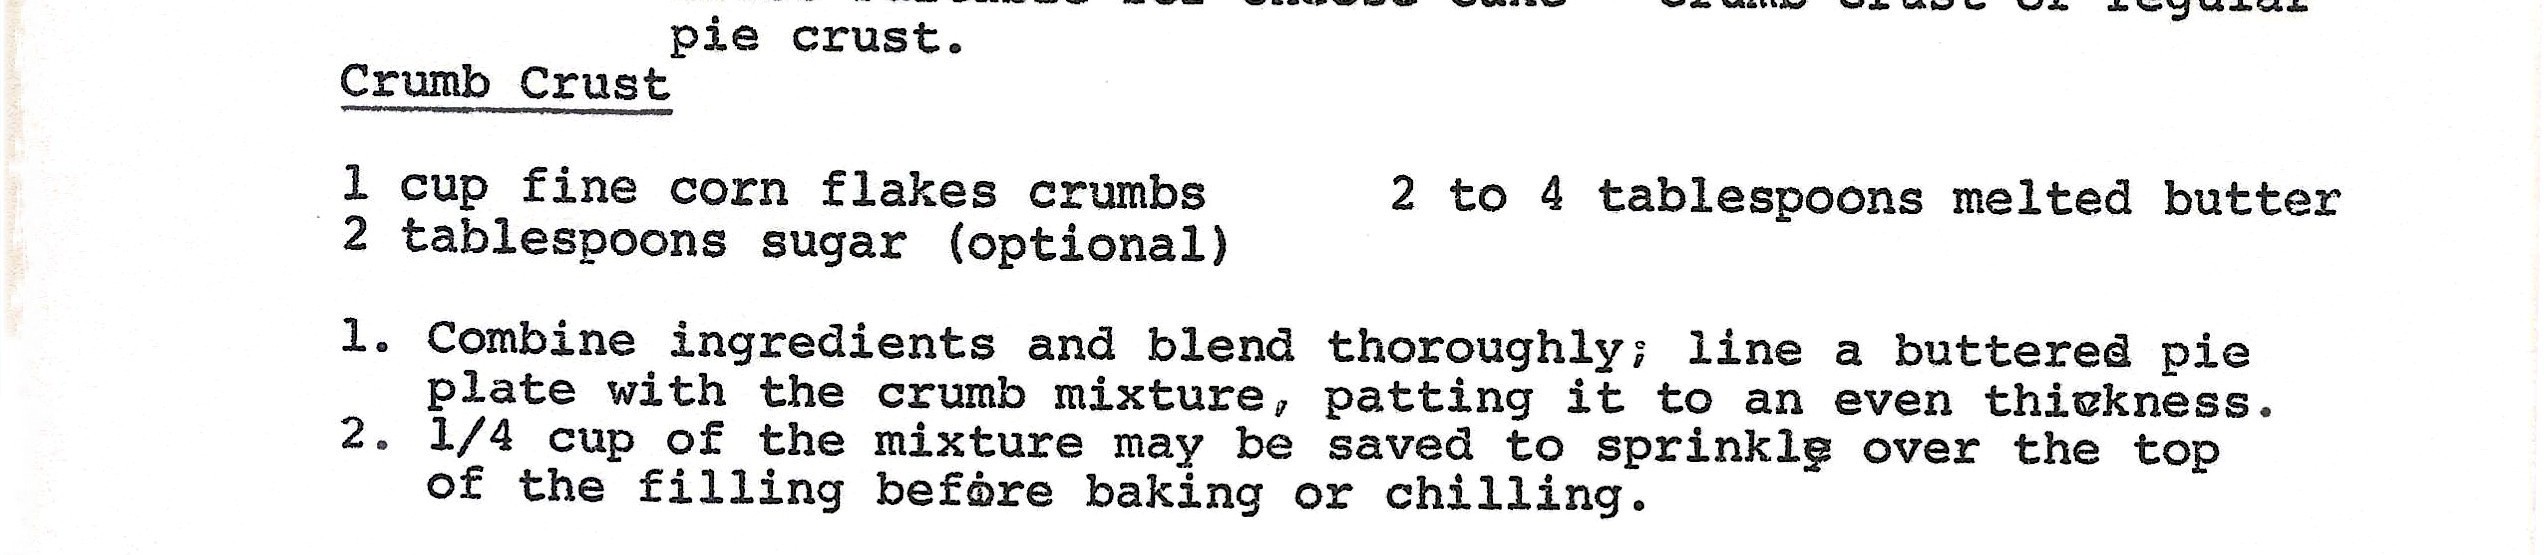 pie crust.
Crumb Crust
1 cup fine corn flakes crumbs 2 to 4 tablespoons melted butter
2 tablespoons sugar (optional)
1. Combine ingredients and blend thoroughly; line a buttered pie
plate with the crumb mixture, patting it to an even thickness.
2. 1/4 cup of the mixture may be saved to sprinkle over the top
of the filling before baking or chilling.